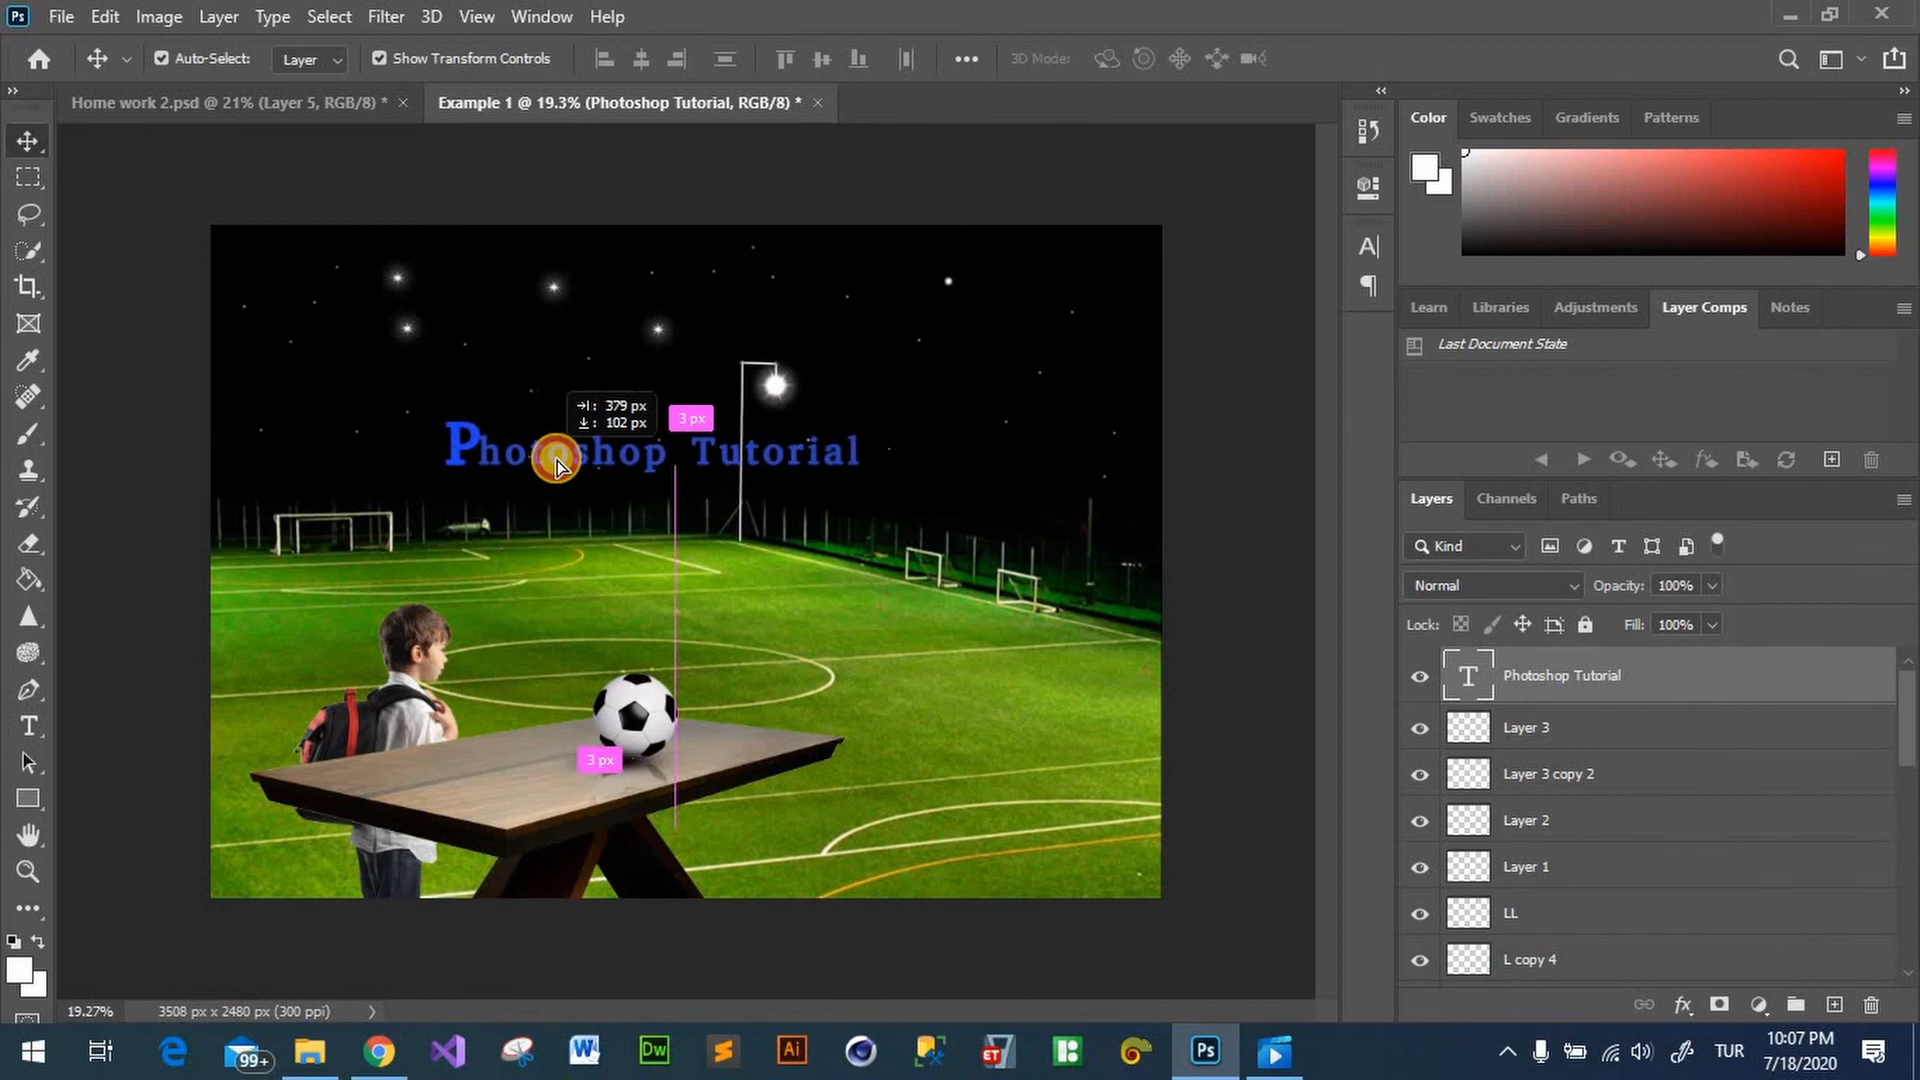 Ps File Edit Image Layer Type Select Filter 3D View Window Help
Auto-Select: Layer Show Transform Controls 3D Mode:
Home work 2.psd @ 21% (Layer 5, RGB/8) * Example 1 @ 19.3% (Photoshop Tutorial, RGB/8) *
Color Swatches Gradients Patterns
Learn Libraries Adjustments Layer Comps Notes
Last Document State
379 px
102 px
3 px
Photoshop Tutorial
3 px
Layers Channels Paths
Kind
Normal Opacity: 100%
Lock: Fill: 100%
T Photoshop Tutorial
Layer 3
Layer 3 copy 2
Layer 2
Layer 1
LL
L copy 4
19.27% 3508 px x 2480 px (300 ppi)
99+ Dw Ai ET Ps TUR
10:07 PM
7/18/2020